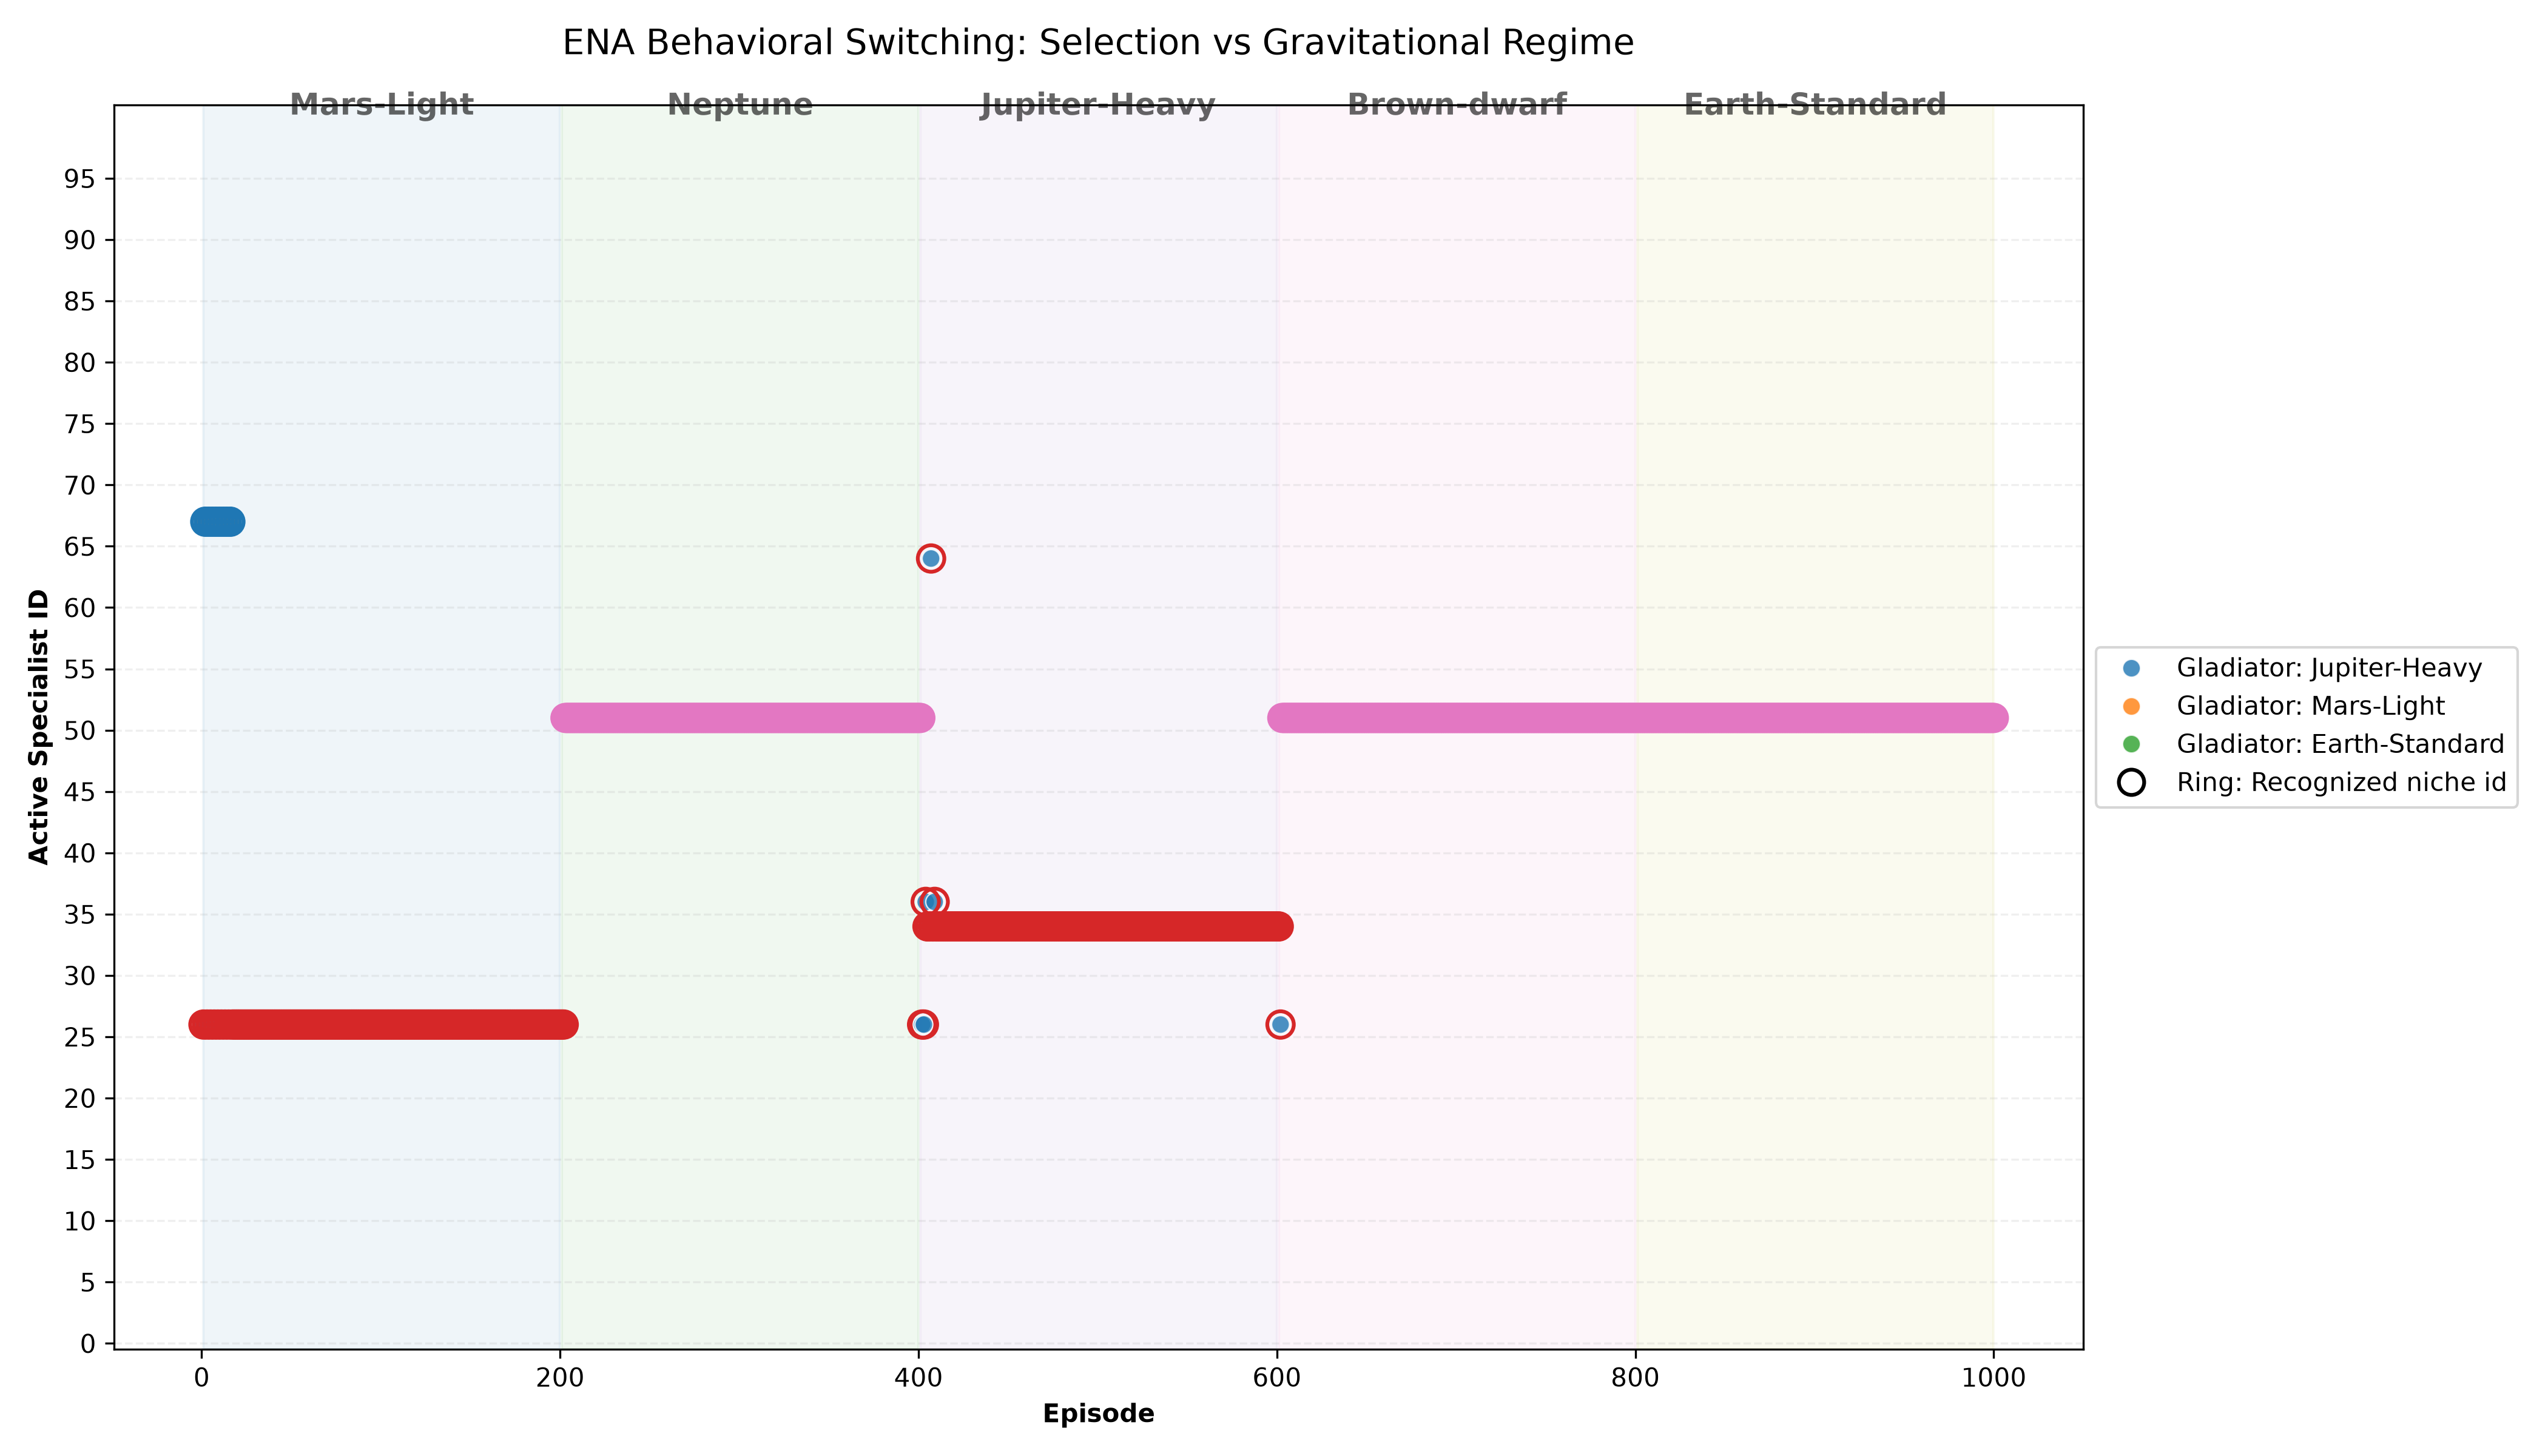 ENA Behavioral Switching: Selection vs Gravitational Regime
Mars-Light Neptune Jupiter-Heavy Brown-dwarf Earth-Standard
95
90
85
80
75
70
65
60
55
50
45
40
35
30
25
20
15
10
5
0
Active Specialist ID
0 200 400 600 800 1000
Episode
Gladiator: Jupiter-Heavy
Gladiator: Mars-Light
Gladiator: Earth-Standard
Ring: Recognized niche id